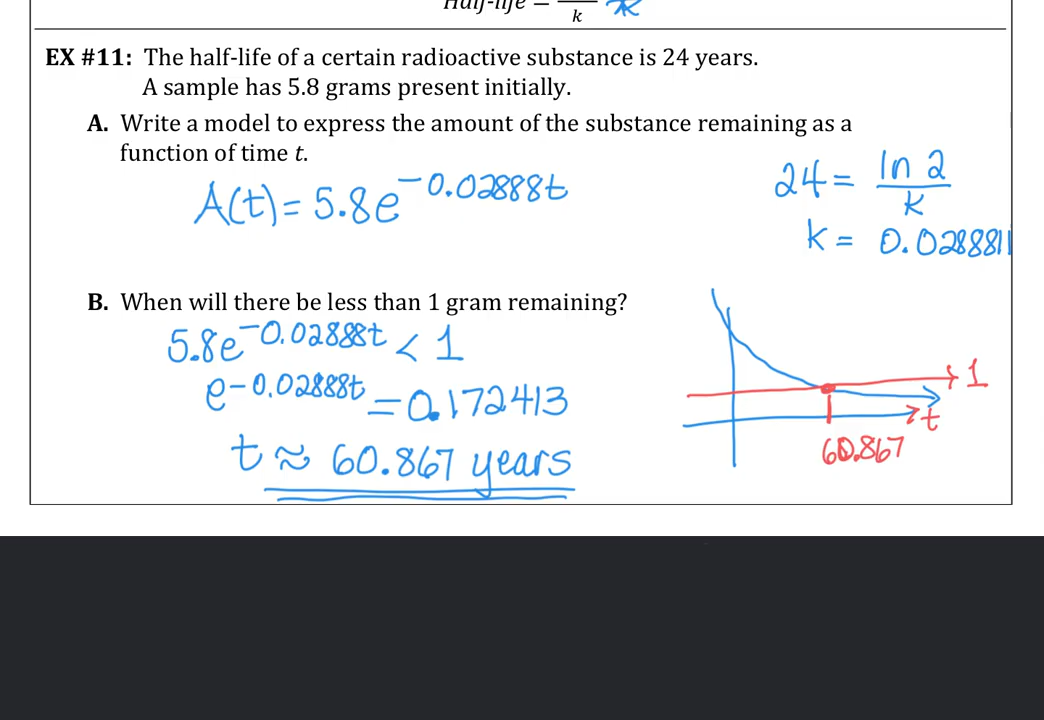 Half-life = k
EX #11: The half-life of a certain radioactive substance is 24 years.
A sample has 5.8 grams present initially.
A. Write a model to express the amount of the substance remaining as a
function of time t.
A(t) = 5.8e^-0.02888t
24 = ln 2 / k
k = 0.0288811
B. When will there be less than 1 gram remaining?
5.8e^-0.02888t < 1
e^-0.02888t = 0.172413
t ≈ 60.867 years
1
t
60.867